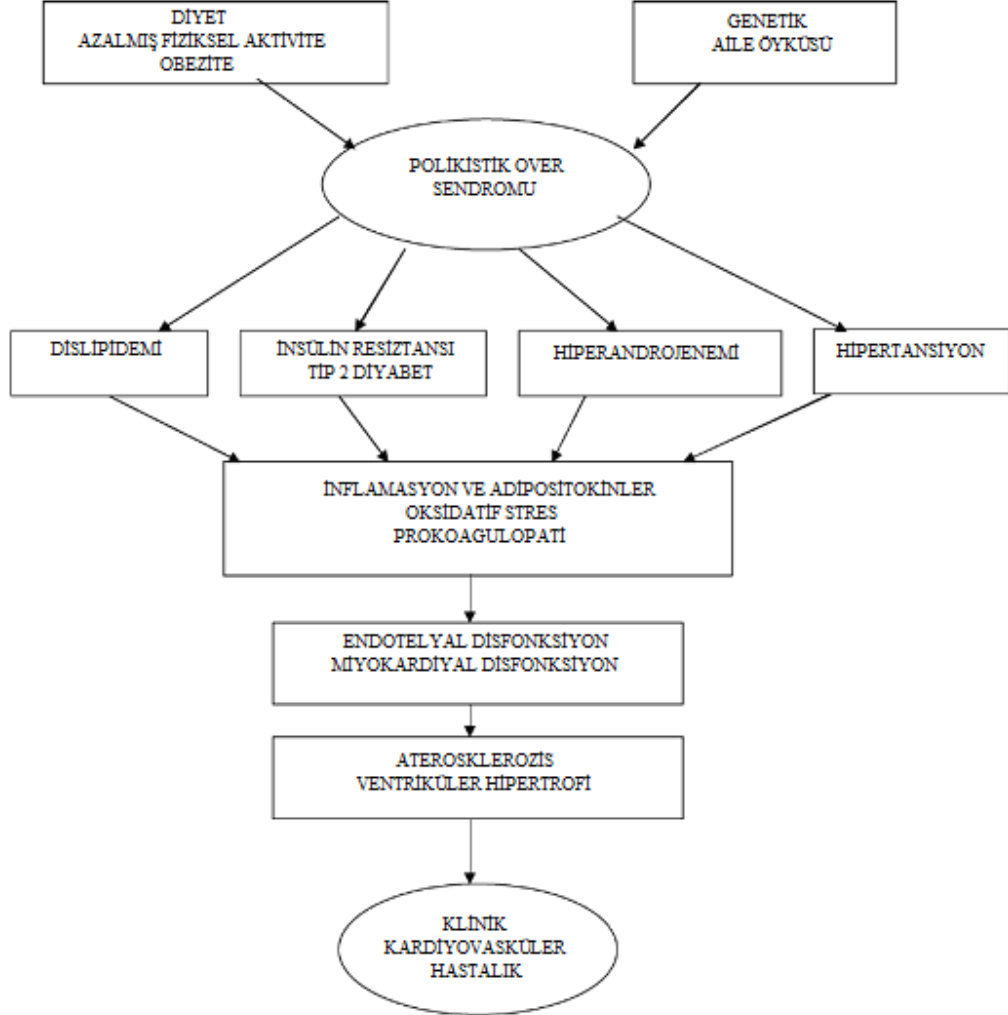 DİYET
AZALMIŞ FİZİKSEL AKTİVİTE
OBEZİTE
GENETİK
AİLE ÖYKÜSÜ
POLİKİSTİK OVER
SENDROMU
DİSLİPİDEMİ
İNSÜLİN RESİZTANSI
TİP 2 DİYABET
HİPERANDROJENEMİ
HİPERTANSİYON
İNFLAMASYON VE ADİPOSİTOKİNLER
OKSİDATİF STRES
PROKOAGULOPATİ
ENDOTELYAL DİSFONKSİYON
MİYOKARDİYAL DİSFONKSİYON
ATEROSKLEROZİS
VENTRİKÜLER HİPERTROFİ
KLİNİK
KARDİYOVASKÜLER
HASTALIK